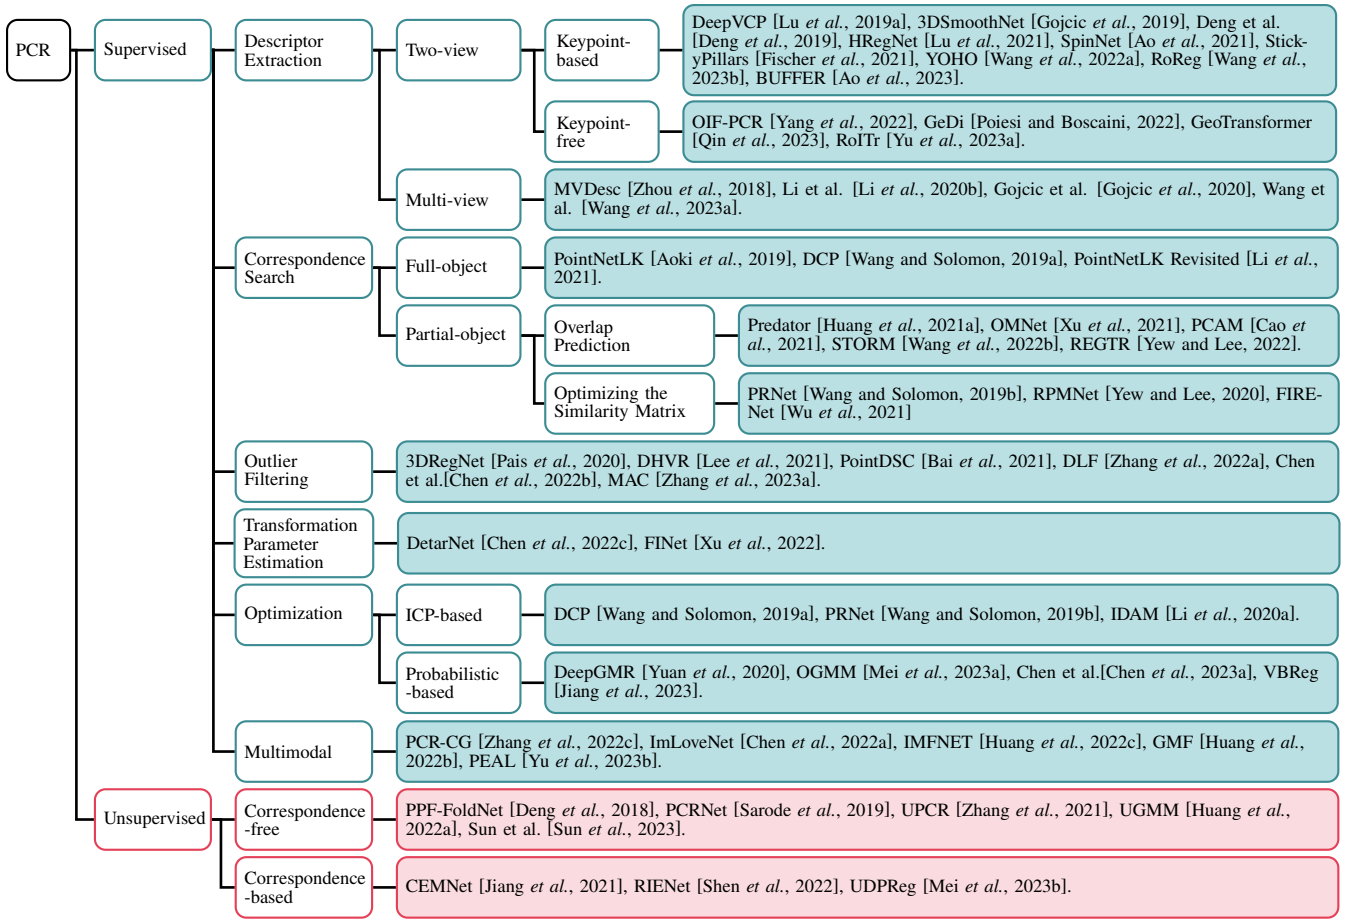 PCR
Supervised
Descriptor
Extraction
Two-view
Keypoint-
based
DeepVCP [Lu et al., 2019a], 3DSmoothNet [Gojcic et al., 2019], Deng et al.
[Deng et al., 2019], HRegNet [Lu et al., 2021], SpinNet [Ao et al., 2021], Stick-
yPillars [Fischer et al., 2021], YOHO [Wang et al., 2022a], RoReg [Wang et al.,
2023b], BUFFER [Ao et al., 2023].
Keypoint-
free
OIF-PCR [Yang et al., 2022], GeDi [Poiesi and Boscaini, 2022], GeoTransformer
[Qin et al., 2023], RoITr [Yu et al., 2023a].
Multi-view
MVDesc [Zhou et al., 2018], Li et al. [Li et al., 2020b], Gojcic et al. [Gojcic et al., 2020], Wang et
al. [Wang et al., 2023a].
Correspondence
Search
Full-object
PointNetLK [Aoki et al., 2019], DCP [Wang and Solomon, 2019a], PointNetLK Revisited [Li et al.,
2021].
Partial-object
Overlap
Prediction
Predator [Huang et al., 2021a], OMNet [Xu et al., 2021], PCAM [Cao et
al., 2021], STORM [Wang et al., 2022b], REGTR [Yew and Lee, 2022].
Optimizing the
Similarity Matrix
PRNet [Wang and Solomon, 2019b], RPMNet [Yew and Lee, 2020], FIRE-
Net [Wu et al., 2021]
Outlier
Filtering
3DRegNet [Pais et al., 2020], DHVR [Lee et al., 2021], PointDSC [Bai et al., 2021], DLF [Zhang et al., 2022a], Chen
et al.[Chen et al., 2022b], MAC [Zhang et al., 2023a].
Transformation
Parameter
Estimation
DetarNet [Chen et al., 2022c], FINet [Xu et al., 2022].
Optimization
ICP-based
DCP [Wang and Solomon, 2019a], PRNet [Wang and Solomon, 2019b], IDAM [Li et al., 2020a].
Probabilistic
-based
DeepGMR [Yuan et al., 2020], OGMM [Mei et al., 2023a], Chen et al.[Chen et al., 2023a], VBReg
[Jiang et al., 2023].
Multimodal
PCR-CG [Zhang et al., 2022c], ImLoveNet [Chen et al., 2022a], IMFNET [Huang et al., 2022c], GMF [Huang et al.,
2022b], PEAL [Yu et al., 2023b].
Unsupervised
Correspondence
-free
PPF-FoldNet [Deng et al., 2018], PCRNet [Sarode et al., 2019], UPCR [Zhang et al., 2021], UGMM [Huang et al.,
2022a], Sun et al. [Sun et al., 2023].
Correspondence
-based
CEMNet [Jiang et al., 2021], RIENet [Shen et al., 2022], UDPReg [Mei et al., 2023b].